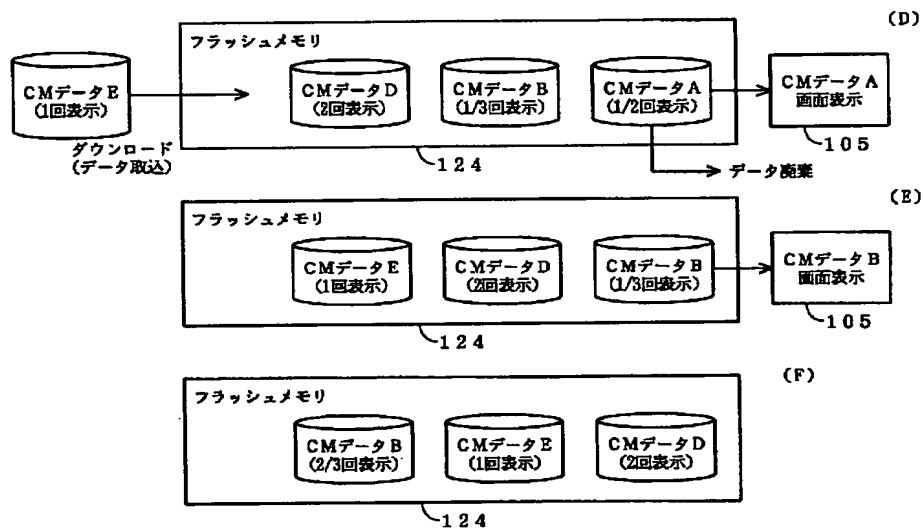 (D)
フラッシュメモリ
CMデータE
(1回表示)
CMデータD
(2回表示)
CMデータB
(1/3回表示)
CMデータA
(1/2回表示)
CMデータA
画面表示
ダウンロード
(データ取込)
124
データ廃棄
105
(E)
フラッシュメモリ
CMデータE
(1回表示)
CMデータD
(2回表示)
CMデータB
(1/3回表示)
CMデータB
画面表示
124
105
(F)
フラッシュメモリ
CMデータB
(2/3回表示)
CMデータE
(1回表示)
CMデータD
(2回表示)
124